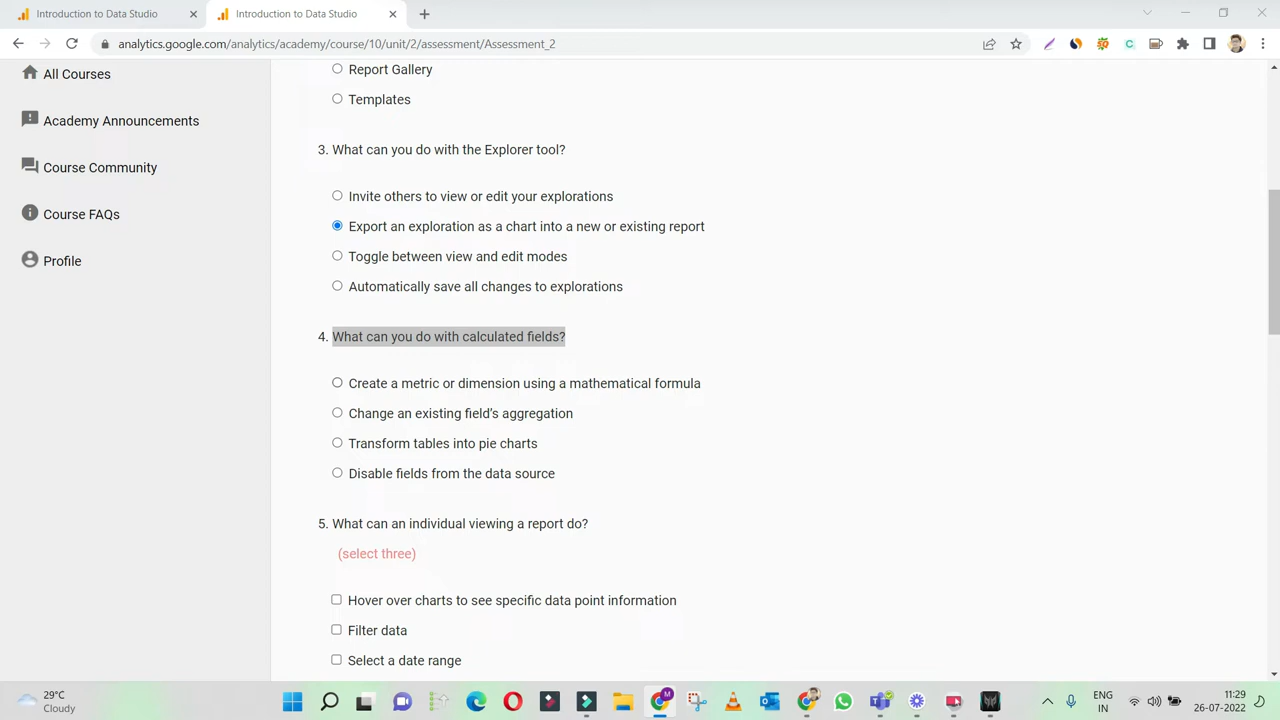 Introduction to Data Studio
Introduction to Data Studio
analytics.google.com/analytics/academy/course/10/unit/2/assessment/Assessment_2
All Courses
Academy Announcements
Course Community
Course FAQs
Profile
Report Gallery
Templates
3. What can you do with the Explorer tool?
Invite others to view or edit your explorations
Export an exploration as a chart into a new or existing report
Toggle between view and edit modes
Automatically save all changes to explorations
4. What can you do with calculated fields?
Create a metric or dimension using a mathematical formula
Change an existing field’s aggregation
Transform tables into pie charts
Disable fields from the data source
5. What can an individual viewing a report do?
(select three)
Hover over charts to see specific data point information
Filter data
Select a date range
29°C
Cloudy
M
ENG
IN
11:29
26-07-2022